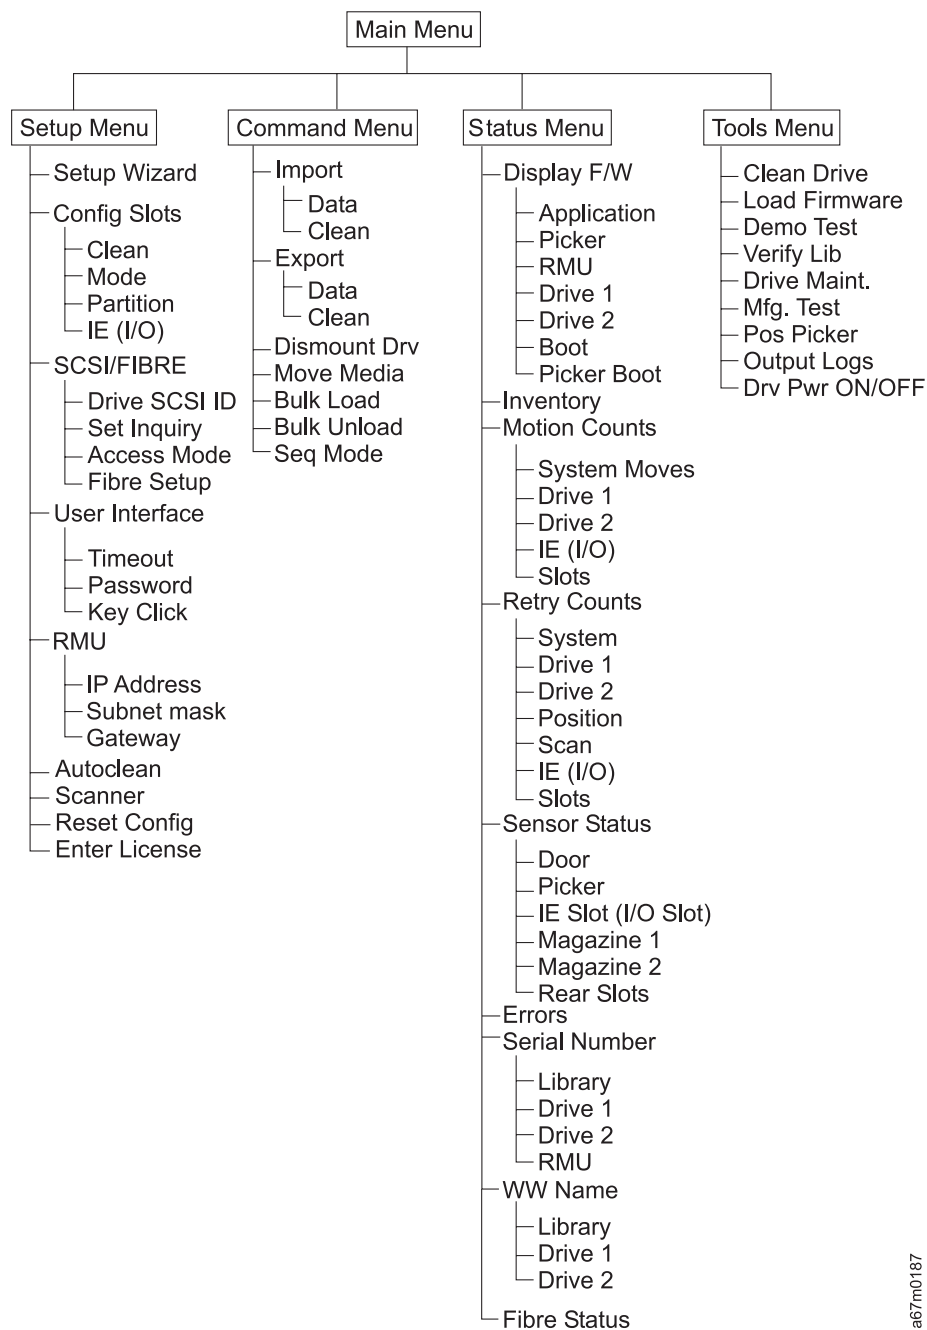 Main Menu
Setup Menu
Setup Wizard
Config Slots
Clean
Mode
Partition
IE (I/O)
SCSI/FIBRE
Drive SCSI ID
Set Inquiry
Access Mode
Fibre Setup
User Interface
Timeout
Password
Key Click
RMU
IP Address
Subnet mask
Gateway
Autoclean
Scanner
Reset Config
Enter License
Command Menu
Import
Data
Clean
Export
Data
Clean
Dismount Drv
Move Media
Bulk Load
Bulk Unload
Seq Mode
Status Menu
Display F/W
Application
Picker
RMU
Drive 1
Drive 2
Boot
Picker Boot
Inventory
Motion Counts
System Moves
Drive 1
Drive 2
IE (I/O)
Slots
Retry Counts
System
Drive 1
Drive 2
Position
Scan
IE (I/O)
Slots
Sensor Status
Door
Picker
IE Slot (I/O Slot)
Magazine 1
Magazine 2
Rear Slots
Errors
Serial Number
Library
Drive 1
Drive 2
RMU
WW Name
Library
Drive 1
Drive 2
Fibre Status
Tools Menu
Clean Drive
Load Firmware
Demo Test
Verify Lib
Drive Maint.
Mfg. Test
Pos Picker
Output Logs
Drv Pwr ON/OFF
a67m0187